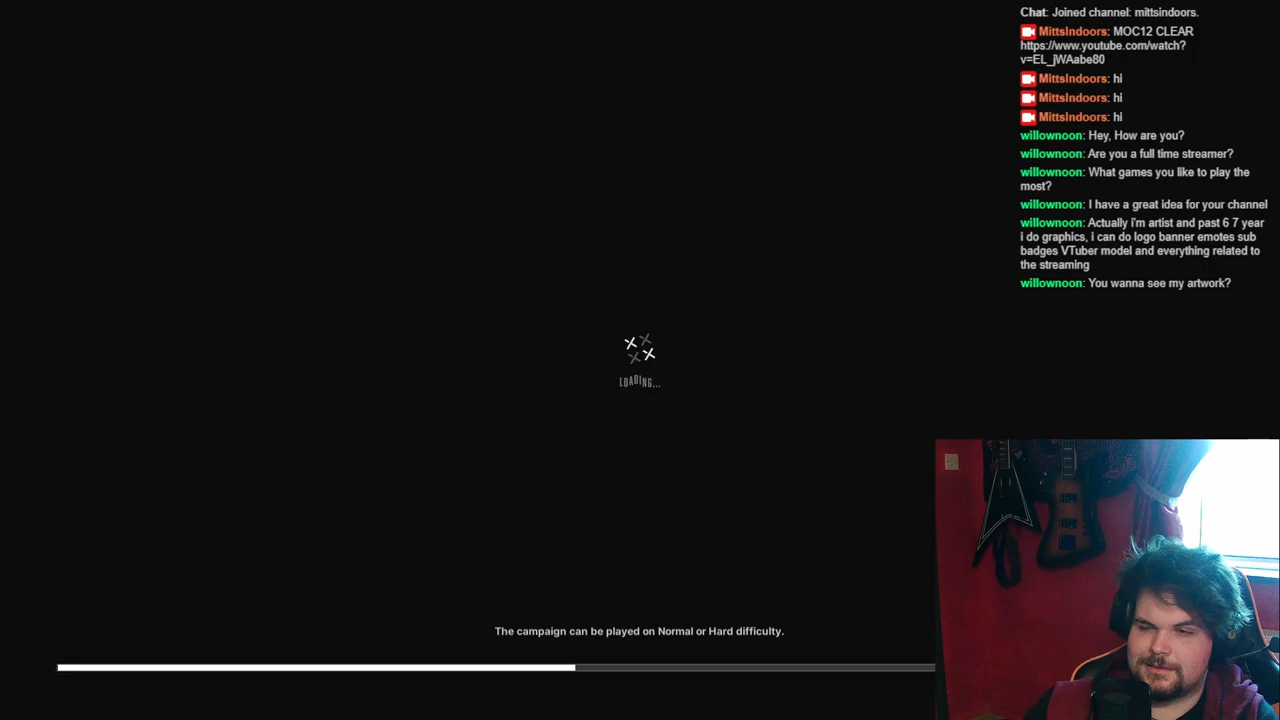 Chat: Joined channel: mittsindoors.
MittsIndoors: MOC12 CLEAR
https://www.youtube.com/watch?
v=EL_jWAabe80
MittsIndoors: hi
MittsIndoors: hi
MittsIndoors: hi
willownoon: Hey, How are you?
willownoon: Are you a full time streamer?
willownoon: What games you like to play the
most?
willownoon: I have a great idea for your channel
willownoon: Actually i'm artist and past 6 7 year
i do graphics, i can do logo banner emotes sub
badges VTuber model and everything related to
the streaming
willownoon: You wanna see my artwork?
LOADING...
The campaign can be played on Normal or Hard difficulty.